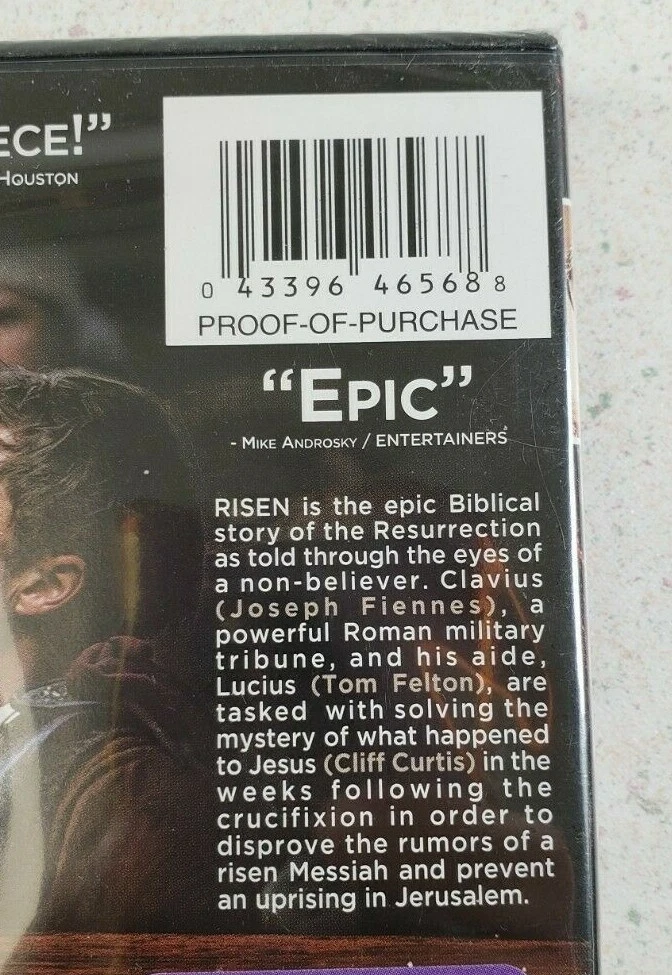 ECE!”
HOUSTON
0 43396 46568 8
PROOF-OF-PURCHASE
“EPIC”
- MIKE ANDROSKY / ENTERTAINERS
RISEN is the epic Biblical
story of the Resurrection
as told through the eyes of
a non-believer. Clavius
(Joseph Fiennes), a
powerful Roman military
tribune, and his aide,
Lucius (Tom Felton), are
tasked with solving the
mystery of what happened
to Jesus (Cliff Curtis) in the
weeks following the
crucifixion in order to
disprove the rumors of a
risen Messiah and prevent
an uprising in Jerusalem.